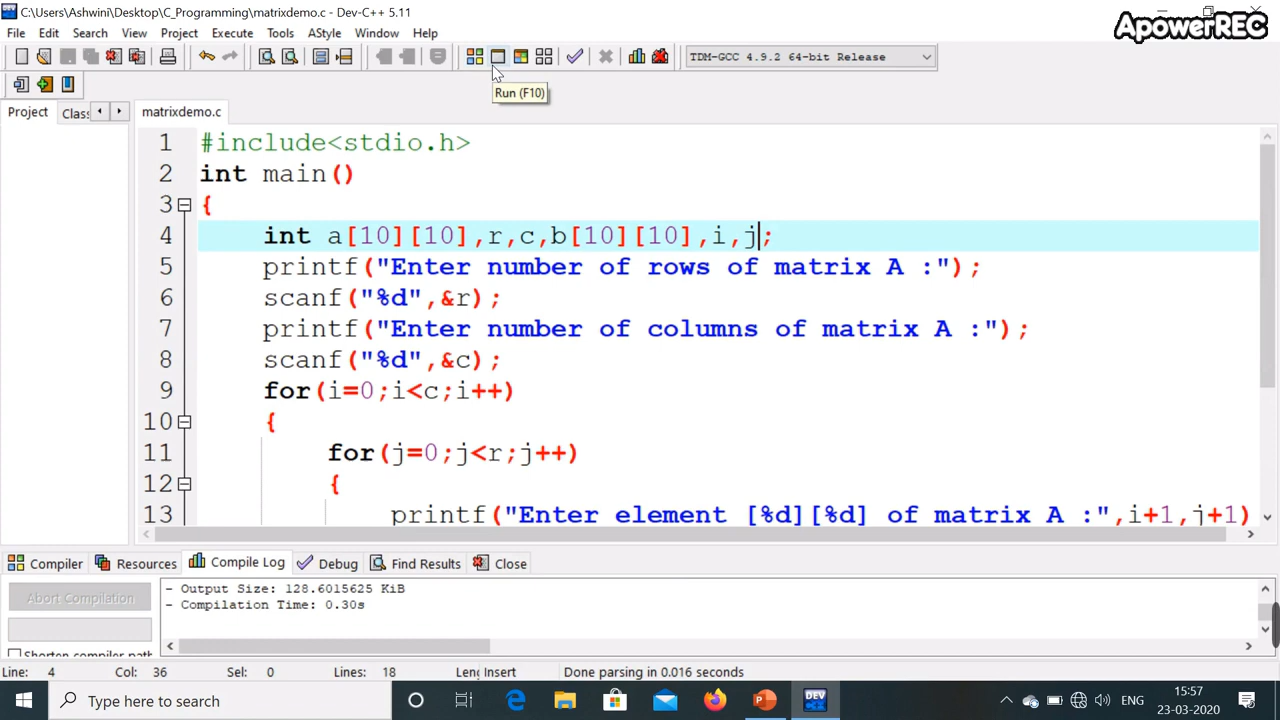 C:\Users\Ashwini\Desktop\C_Programming\matrixdemo.c - Dev-C++ 5.11
ApowerREC
File Edit Search View Project Execute Tools AStyle Window Help
TDM-GCC 4.9.2 64-bit Release
Run (F10)
Project Clas: matrixdemo.c
1 #include<stdio.h>
2 int main()
3 {
4 int a[10][10],r,c,b[10][10],i,j;
5 printf("Enter number of rows of matrix A :");
6 scanf("%d",&r);
7 printf("Enter number of columns of matrix A :");
8 scanf("%d",&c);
9 for(i=0;i<c;i++)
10 {
11 for(j=0;j<r;j++)
12 {
13 printf("Enter element [%d][%d] of matrix A :",i+1,j+1)
Compiler Resources Compile Log Debug Find Results Close
Abort Compilation
- Output Size: 128.6015625 KiB
- Compilation Time: 0.30s
Shorten compiler path
Line: 4 Col: 36 Sel: 0 Lines: 18 Leng Insert Done parsing in 0.016 seconds
Type here to search
DEV
ENG
15:57
23-03-2020